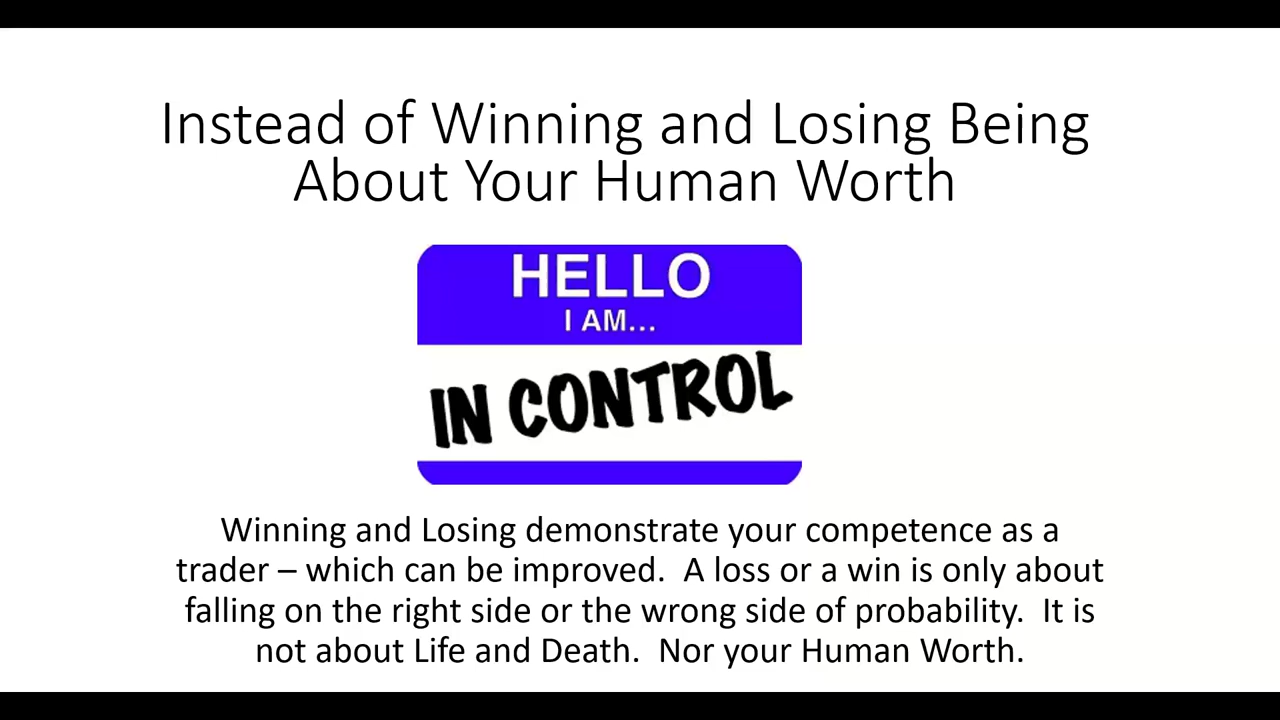 Instead of Winning and Losing Being
About Your Human Worth
HELLO
I AM...
IN CONTROL
Winning and Losing demonstrate your competence as a
trader – which can be improved.  A loss or a win is only about
falling on the right side or the wrong side of probability.  It is
not about Life and Death.  Nor your Human Worth.